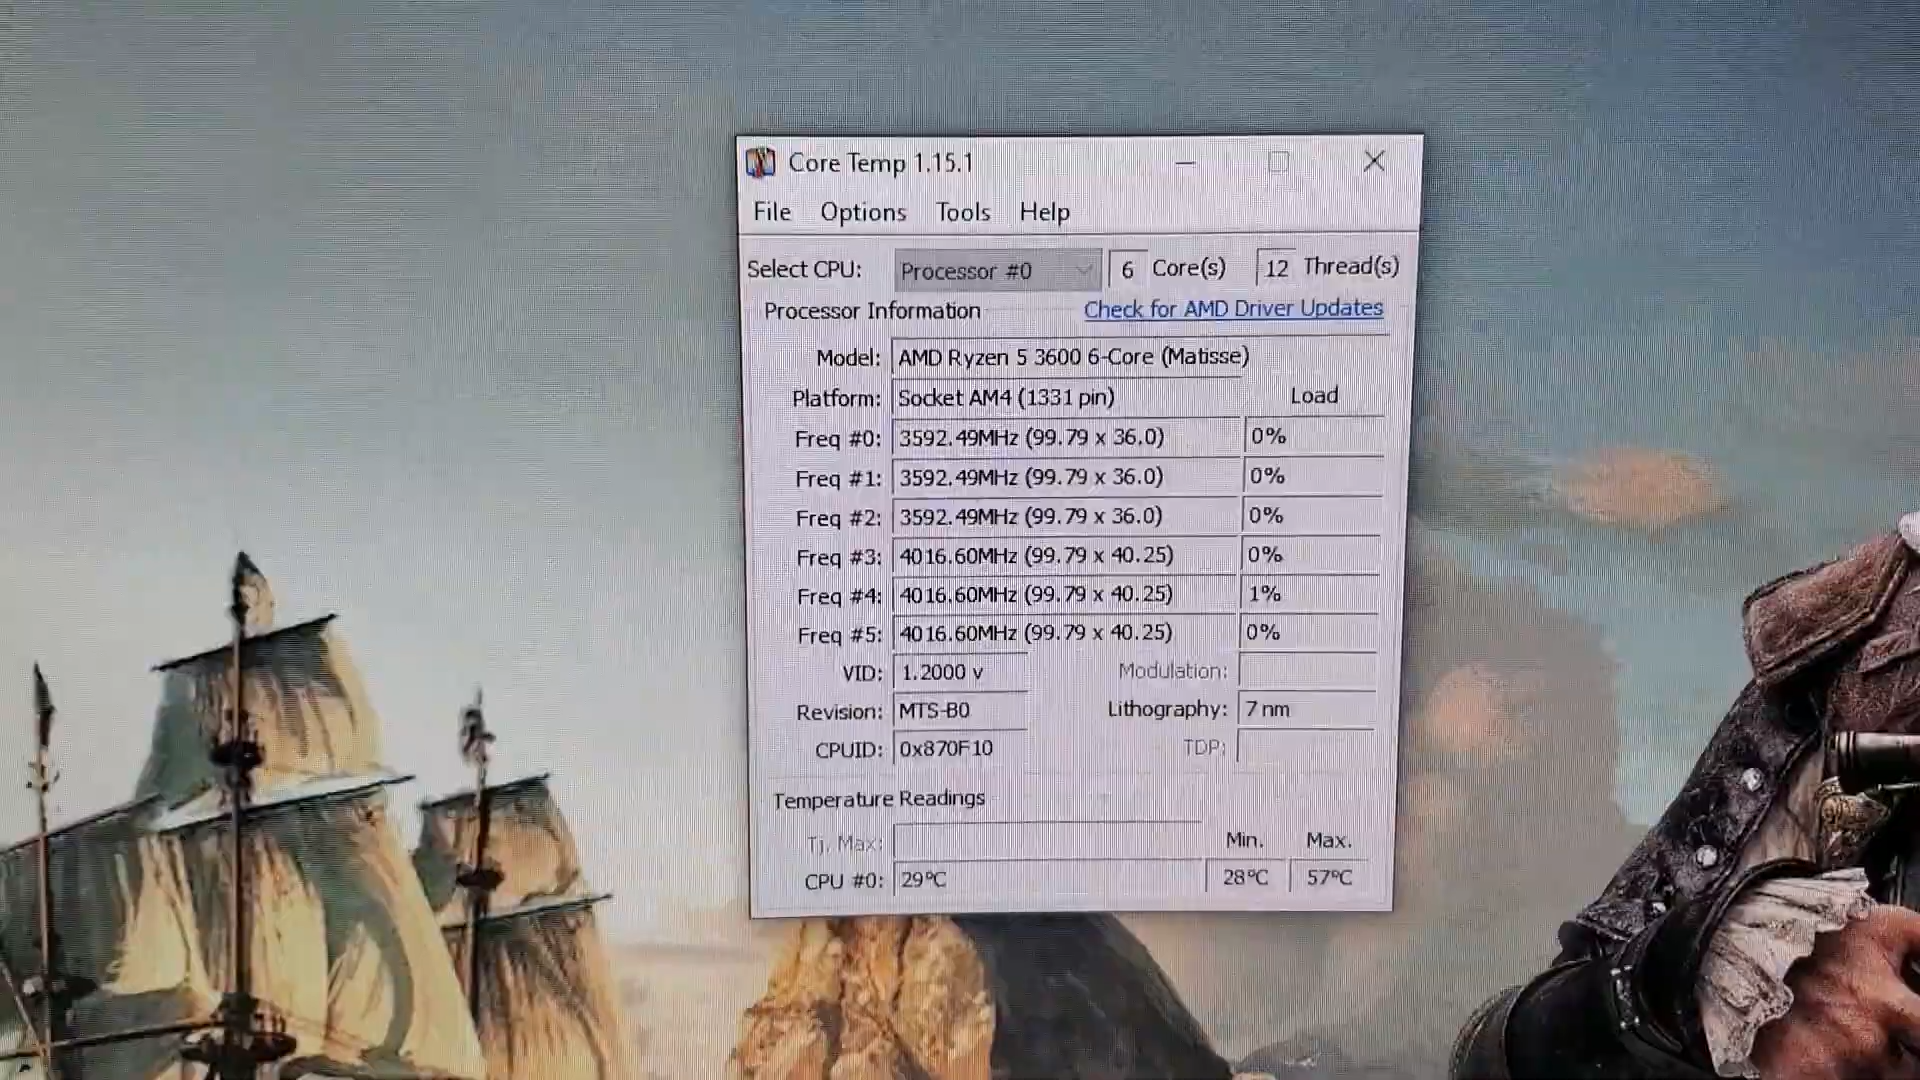 Core Temp 1.15.1
File Options Tools Help
Select CPU: Processor #0 6 Core(s) 12 Thread(s)
Processor Information Check for AMD Driver Updates
Model: AMD Ryzen 5 3600 6-Core (Matisse)
Platform: Socket AM4 (1331 pin) Load
Freq #0: 3592.49MHz (99.79 x 36.0) 0%
Freq #1: 3592.49MHz (99.79 x 36.0) 0%
Freq #2: 3592.49MHz (99.79 x 36.0) 0%
Freq #3: 4016.60MHz (99.79 x 40.25) 0%
Freq #4: 4016.60MHz (99.79 x 40.25) 1%
Freq #5: 4016.60MHz (99.79 x 40.25) 0%
VID: 1.2000 v Modulation:
Revision: MTS-B0 Lithography: 7 nm
CPUID: 0x870F10 TDP:
Temperature Readings
Tj. Max: Min. Max.
CPU #0: 29°C 28°C 57°C